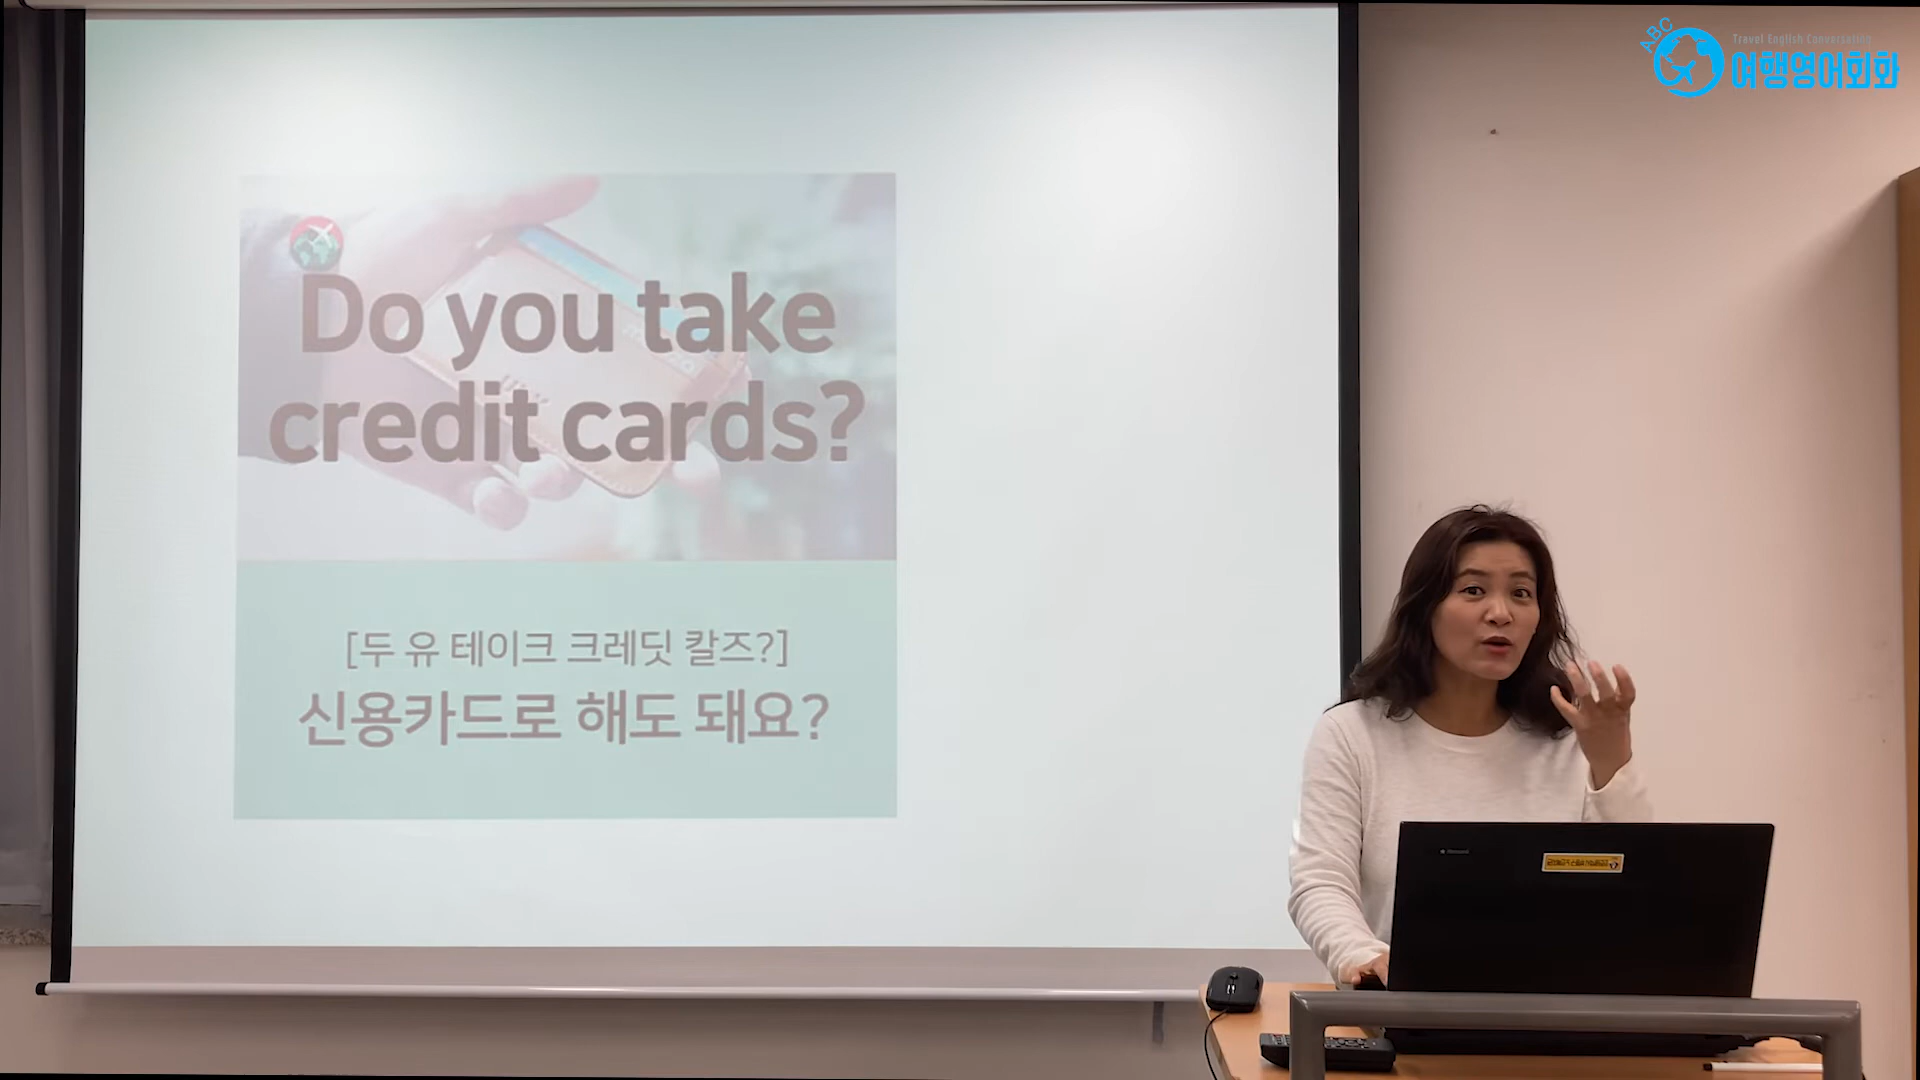 ABC
Travel English Conversation
여행영어회화
Do you take
credit cards?
[두 유 테이크 크레딧 칼즈?]
신용카드로 해도 돼요?